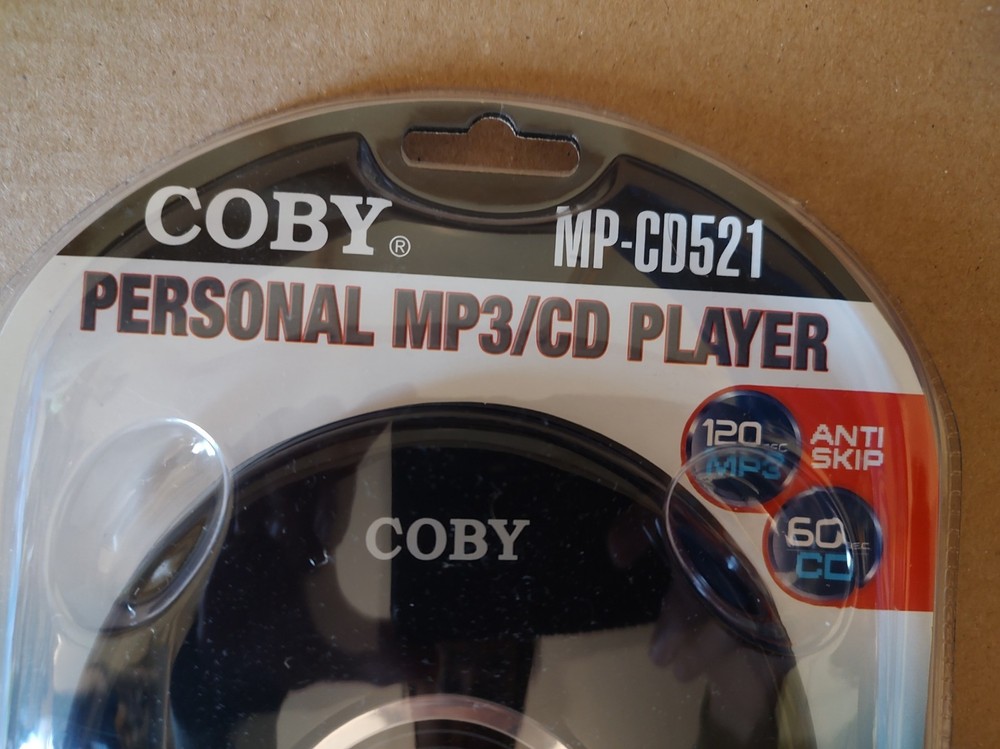 COBY®
MP-CD521
PERSONAL MP3/CD PLAYER
120 SEC
MP3
ANTI
SKIP
60 SEC
CD
COBY